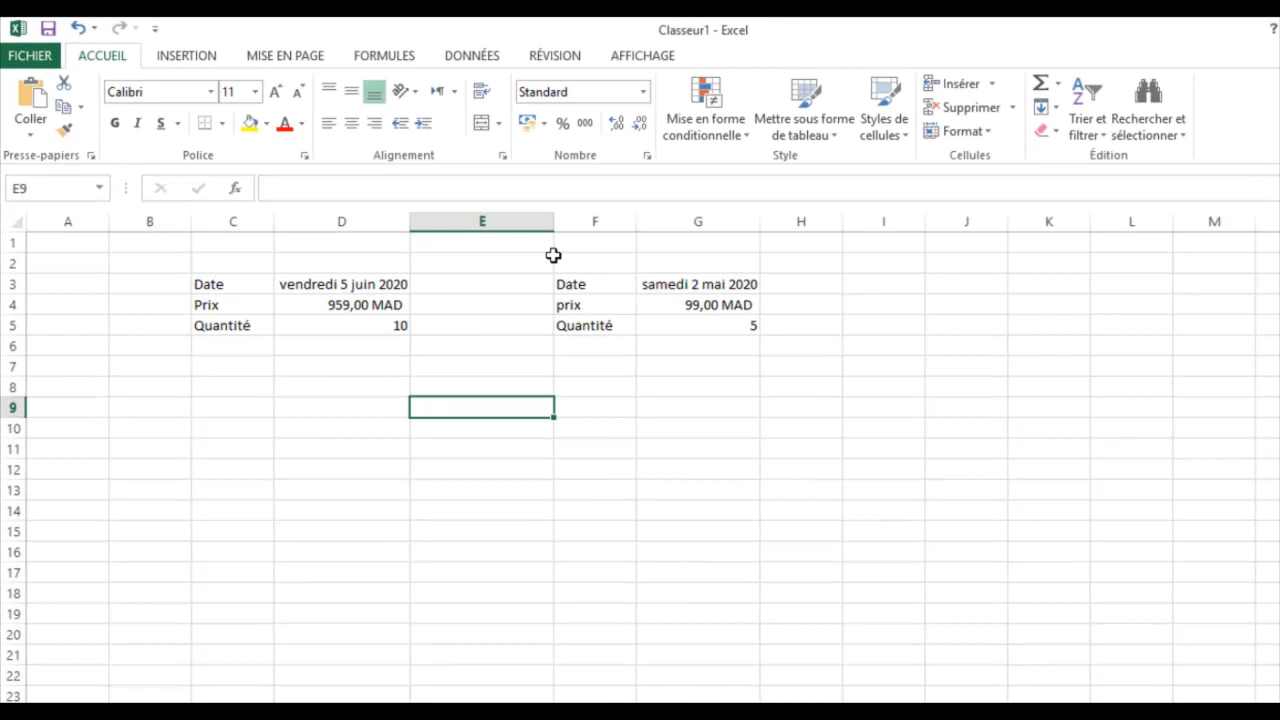 Classeur1 - Excel
?
FICHIER ACCUEIL INSERTION MISE EN PAGE FORMULES DONNÉES RÉVISION AFFICHAGE
Coller
Presse-papiers
Calibri 11
G I S
Police
Alignement
Standard
% 000
Nombre
Mise en forme
conditionnelle
Mettre sous forme
de tableau
Styles de
cellules
Style
Insérer
Supprimer
Format
Cellules
Trier et
filtrer
Rechercher et
sélectionner
Édition
E9 fx
A B C D E F G H I J K L M
1
2
3 Date vendredi 5 juin 2020 Date samedi 2 mai 2020
4 Prix 959,00 MAD prix 99,00 MAD
5 Quantité 10 Quantité 5
6
7
8
9
10
11
12
13
14
15
16
17
18
19
20
21
22
23